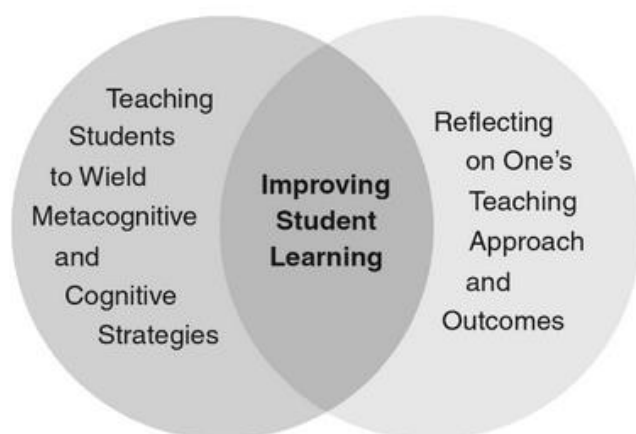 Teaching
Students
to Wield
Metacognitive
and
Cognitive
Strategies
Improving
Student
Learning
Reflecting
on One's
Teaching
Approach
and
Outcomes